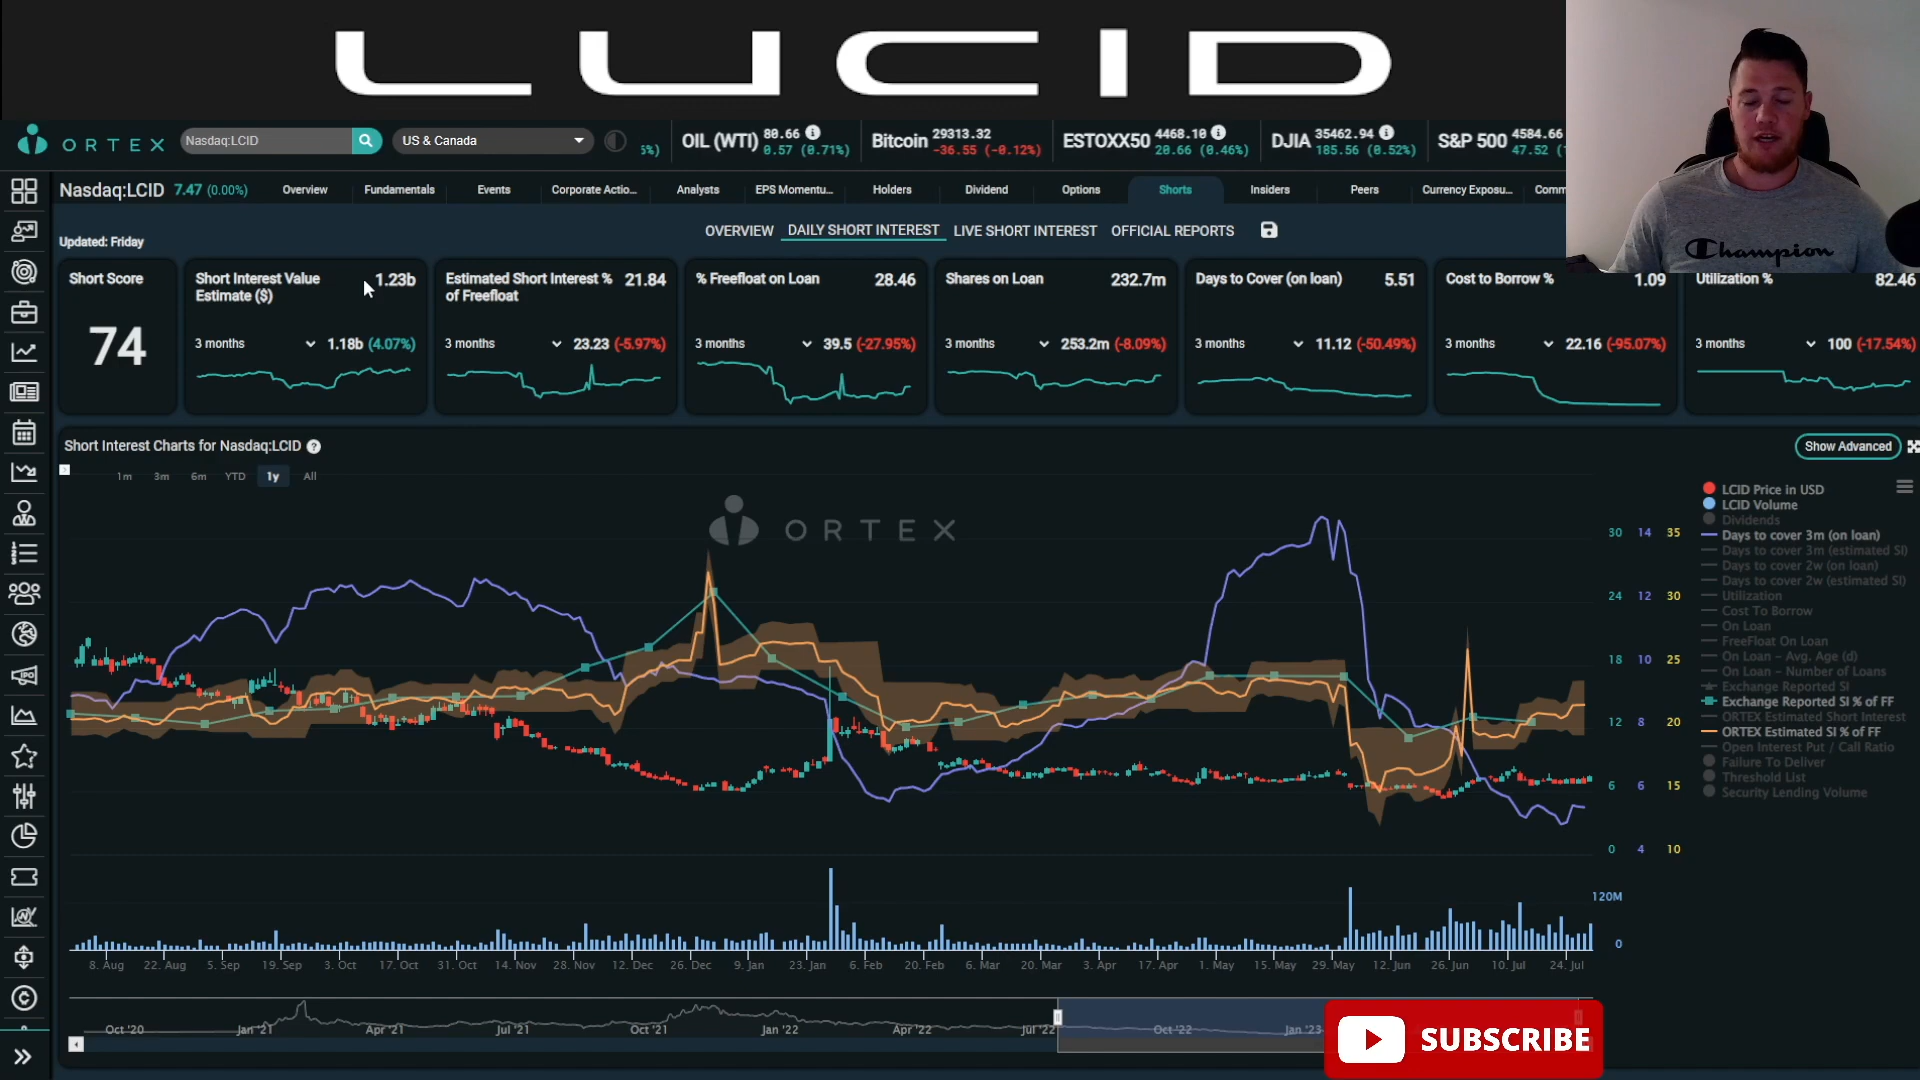 LUCID
ORTEX
Nasdaq:LCID
US & Canada
%)
OIL (WTI) 80.66 0.57 (0.71%)
Bitcoin 29313.32 -36.55 (-0.12%)
ESTOXX50 4468.10 20.66 (0.46%)
DJIA 35462.94 185.56 (0.52%)
S&P 500 4584.66 47.52
Nasdaq:LCID 7.47 (0.00%)
Overview Fundamentals Events Corporate Actio... Analysts EPS Momentu... Holders Dividend Options Shorts Insiders Peers Currency Exposu... Comm
Champion
Updated: Friday
OVERVIEW DAILY SHORT INTEREST LIVE SHORT INTEREST OFFICIAL REPORTS
Short Score
74
Short Interest Value 1.23b
Estimate ($)
3 months 1.18b (4.07%)
Estimated Short Interest % 21.84
of Freefloat
3 months 23.23 (-5.97%)
% Freefloat on Loan 28.46
3 months 39.5 (-27.95%)
Shares on Loan 232.7m
3 months 253.2m (-8.09%)
Days to Cover (on loan) 5.51
3 months 11.12 (-50.49%)
Cost to Borrow % 1.09
3 months 22.16 (-95.07%)
Utilization % 82.46
3 months 100 (-17.54%)
Short Interest Charts for Nasdaq:LCID
Show Advanced
1m 3m 6m YTD 1y All
ORTEX
30 14 35
24 12 30
18 10 25
12 8 20
6 6 15
0 4 10
120M
0
LCID Price in USD
LCID Volume
Dividends
Days to cover 3m (on loan)
Days to cover 3m (estimated SI)
Days to cover 2w (on loan)
Days to cover 2w (estimated SI)
Utilization
Cost To Borrow
On Loan
FreeFloat On Loan
On Loan - Avg. Age (d)
On Loan - Number of Loans
Exchange Reported SI
Exchange Reported SI % of FF
ORTEX Estimated Short Interest
ORTEX Estimated SI % of FF
Open Interest Put / Call Ratio
Failure To Deliver
Threshold List
Security Lending Volume
8. Aug 22. Aug 5. Sep 19. Sep 3. Oct 17. Oct 31. Oct 14. Nov 28. Nov 12. Dec 26. Dec 9. Jan 23. Jan 6. Feb 20. Feb 6. Mar 20. Mar 3. Apr 17. Apr 1. May 15. May 29. May 12. Jun 26. Jun 10. Jul 24. Jul
Oct '20 Jan '21 Apr '21 Jul '21 Oct '21 Jan '22 Apr '22 Jul '22 Oct '22 Jan '23
SUBSCRIBE